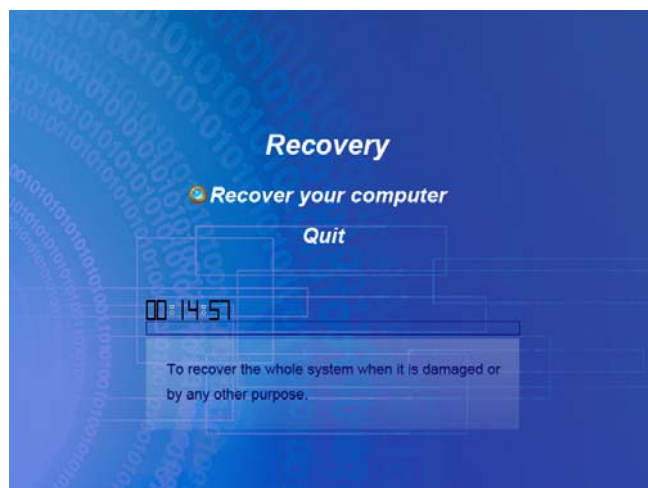 Recovery
Recover your computer
Quit
00:14:57
To recover the whole system when it is damaged or
by any other purpose.